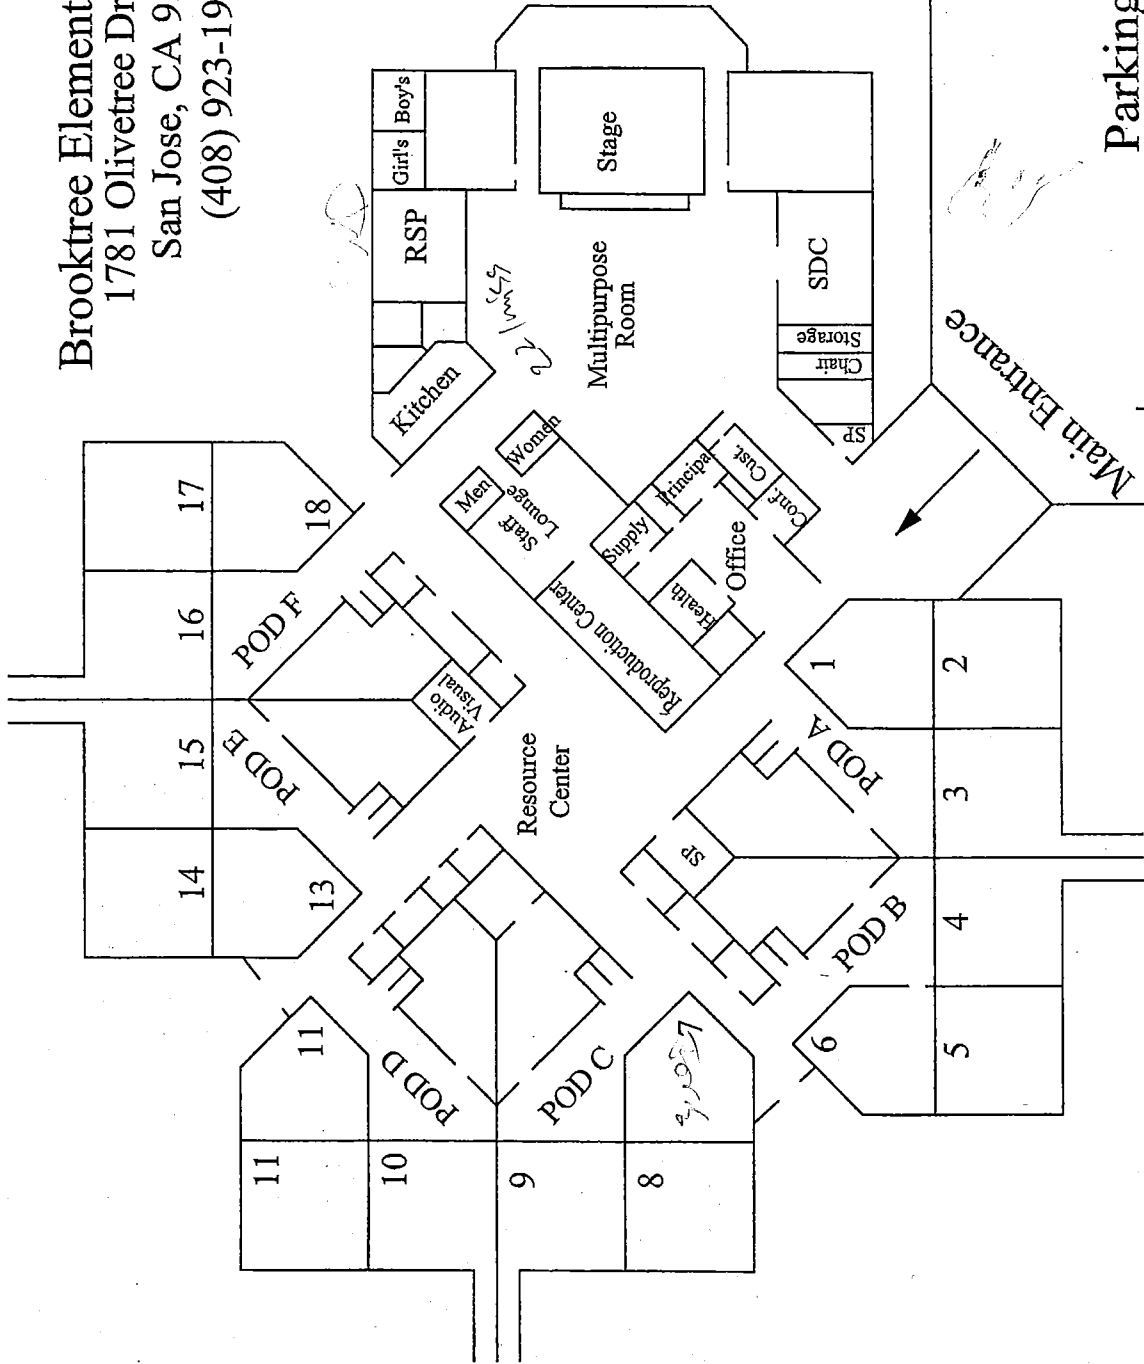 Brooktree Element
1781 Olivetree Dr
San Jose, CA 9
(408) 923-19
Parking
Main Entrance
Boy's
Girl's
RSP
Kitchen
Stage
Multipurpose
Room
SDC
Storage
Chair
SP
Women
Men
Staff
Lounge
Supply
Principal
Cust.
Conf.
Office
Health
Reproduction Center
Resource
Center
Audio
Visual
SP
POD A
POD B
POD C
POD D
POD E
POD F
1
2
3
4
5
6
8
9
10
11
11
13
14
15
16
17
18